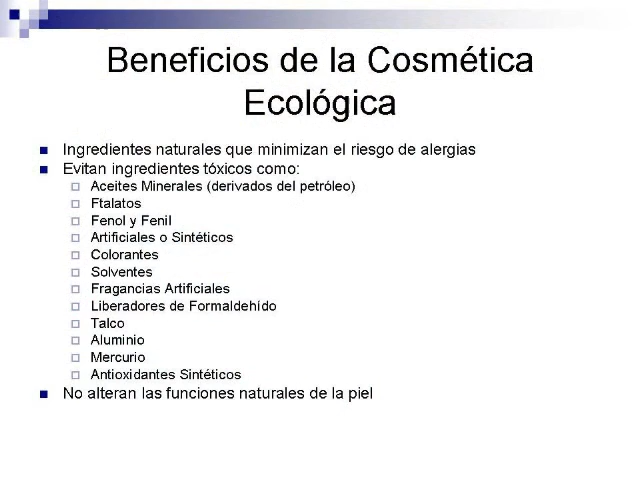 Beneficios de la Cosmética
Ecológica
Ingredientes naturales que minimizan el riesgo de alergias
Evitan ingredientes tóxicos como:
Aceites Minerales (derivados del petróleo)
Ftalatos
Fenol y Fenil
Artificiales o Sintéticos
Colorantes
Solventes
Fragancias Artificiales
Liberadores de Formaldehído
Talco
Aluminio
Mercurio
Antioxidantes Sintéticos
No alteran las funciones naturales de la piel